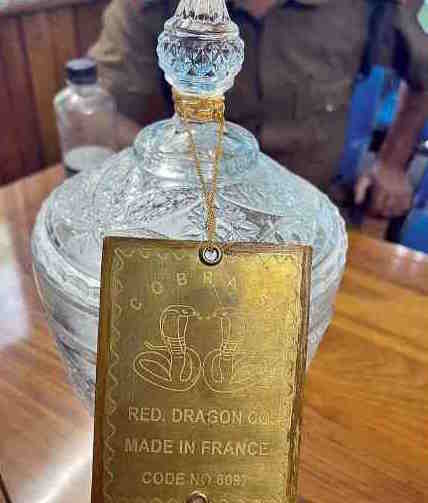 COBRA S
RED. DRAGON CO.
MADE IN FRANCE
CODE NO 6097